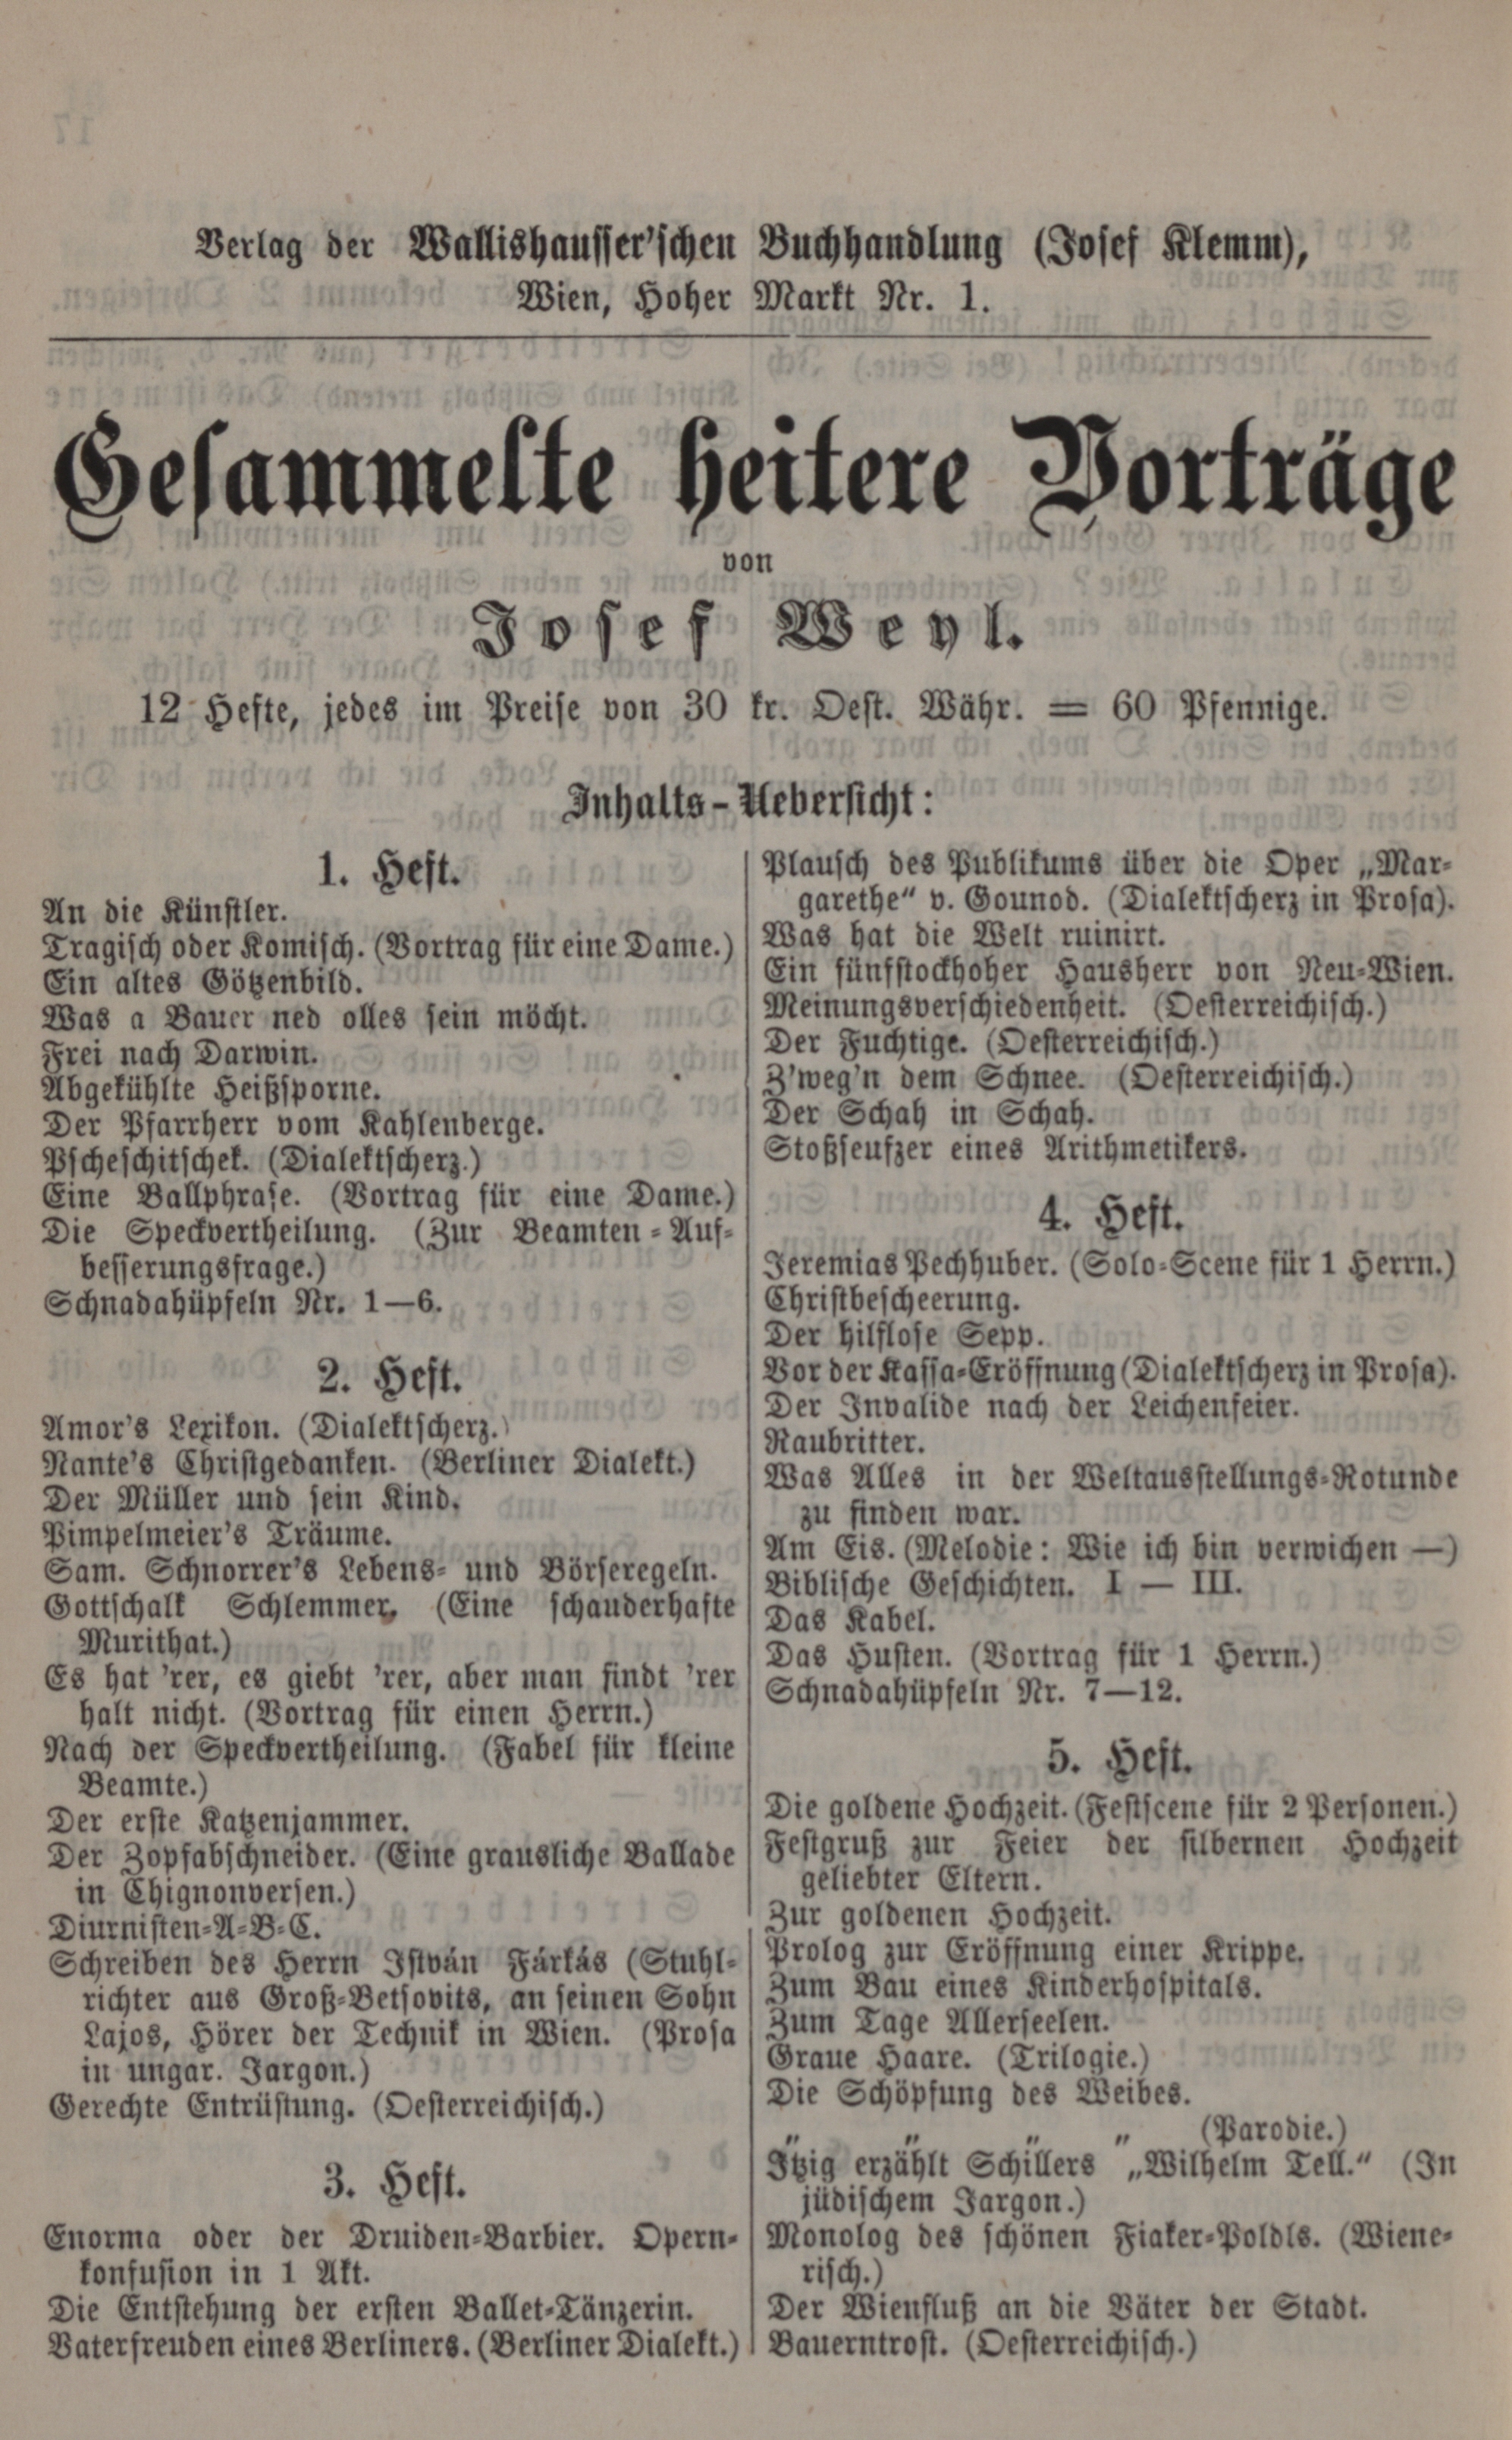 Verlag der Wallishausser'schen Buchhandlung (Josef Klemm),
Wien, Hoher Markt Nr. 1.
Gesammelte heitere Vorträge
von
Josef Weyl.
12 Hefte, jedes im Preise von 30 kr. Oest. Währ. = 60 Pfennige.
Inhalts-Uebersicht:
1. Heft.
An die Künstler.
Tragisch oder Komisch. (Vortrag für eine Dame.)
Ein altes Götzenbild.
Was a Bauer ned olles sein möcht.
Frei nach Darwin.
Abgekühlte Heißsporne.
Der Pfarrherr vom Kahlenberge.
Pscheschitschek. (Dialektscherz.)
Eine Ballphrase. (Vortrag für eine Dame.)
Die Speckvertheilung. (Zur Beamten-Auf-
besserungsfrage.)
Schnadahüpfeln Nr. 1—6.
2. Heft.
Amor's Lexikon. (Dialektscherz.)
Nante's Christgedanken. (Berliner Dialekt.)
Der Müller und sein Kind.
Pimpelmeier's Träume.
Sam. Schnorrer's Lebens- und Börseregeln.
Gottschalk Schlemmer. (Eine schauderhafte
Murithat.)
Es hat 'rer, es giebt 'rer, aber man findt 'rer
halt nicht. (Vortrag für einen Herrn.)
Nach der Speckvertheilung. (Fabel für kleine
Beamte.)
Der erste Katzenjammer.
Der Zopfabschneider. (Eine grausliche Ballade
in Chignonversen.)
Diurnisten-A-B-C.
Schreiben des Herrn István Fárkás (Stuhl-
richter aus Groß-Betsovits, an seinen Sohn
Lajos, Hörer der Technik in Wien. (Prosa
in ungar. Jargon.)
Gerechte Entrüstung. (Oesterreichisch.)
3. Heft.
Enorma oder der Druiden-Barbier. Opern-
konfusion in 1 Akt.
Die Entstehung der ersten Ballet-Tänzerin.
Vaterfreuden eines Berliners. (Berliner Dialekt.)
Plausch des Publikums über die Oper „Mar-
garethe“ v. Gounod. (Dialektscherz in Prosa).
Was hat die Welt ruinirt.
Ein fünfstockhoher Hausherr von Neu-Wien.
Meinungsverschiedenheit. (Oesterreichisch.)
Der Fuchtige. (Oesterreichisch.)
Z'weg'n dem Schnee. (Oesterreichisch.)
Der Schah in Schah.
Stoßseufzer eines Arithmetikers.
4. Heft.
Jeremias Pechhuber. (Solo-Scene für 1 Herrn.)
Christbescheerung.
Der hilflose Sepp.
Vor der Kassa-Eröffnung (Dialektscherz in Prosa).
Der Invalide nach der Leichenfeier.
Raubritter.
Was Alles in der Weltausstellungs-Rotunde
zu finden war.
Am Eis. (Melodie: Wie ich bin verwichen —)
Biblische Geschichten. I — III.
Das Kabel.
Das Husten. (Vortrag für 1 Herrn.)
Schnadahüpfeln Nr. 7—12.
5. Heft.
Die goldene Hochzeit. (Festscene für 2 Personen.)
Festgruß zur Feier der silbernen Hochzeit
geliebter Eltern.
Zur goldenen Hochzeit.
Prolog zur Eröffnung einer Krippe.
Zum Bau eines Kinderhospitals.
Zum Tage Allerseelen.
Graue Haare. (Trilogie.)
Die Schöpfung des Weibes.
„ „ „ „ (Parodie.)
Itzig erzählt Schillers „Wilhelm Tell.“ (In
jüdischem Jargon.)
Monolog des schönen Fiaker-Poldls. (Wiene-
risch.)
Der Wienfluß an die Väter der Stadt.
Bauerntrost. (Oesterreichisch.)